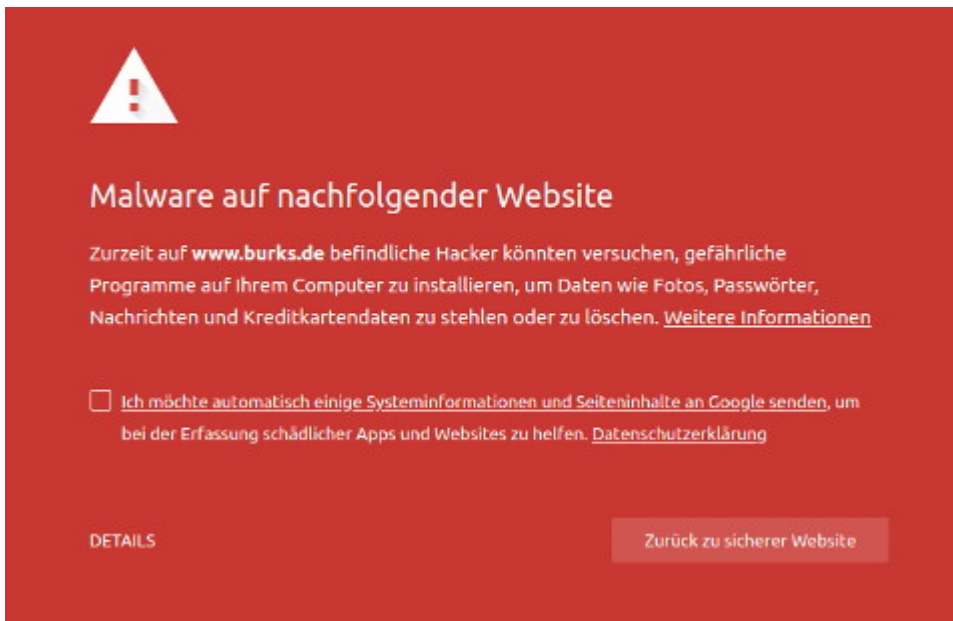 Malware auf nachfolgender Website
Zurzeit auf www.burks.de befindliche Hacker könnten versuchen, gefährliche
Programme auf Ihrem Computer zu installieren, um Daten wie Fotos, Passwörter,
Nachrichten und Kreditkartendaten zu stehlen oder zu löschen. Weitere Informationen
Ich möchte automatisch einige Systeminformationen und Seiteninhalte an Google senden, um
bei der Erfassung schädlicher Apps und Websites zu helfen. Datenschutzerklärung
DETAILS
Zurück zu sicherer Website